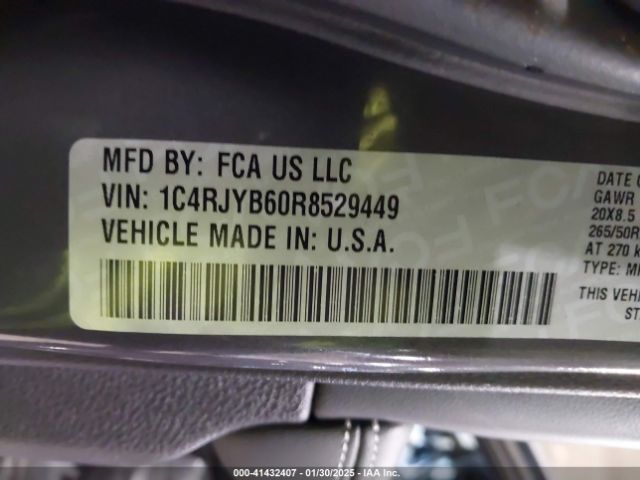 MFD BY: FCA US LLC
VIN: 1C4RJYB60R8529449
VEHICLE MADE IN: U.S.A.
DATE O
GAWR
20X8.5
265/50R
AT 270 k
TYPE: M
THIS VEHI
ST
000-41432407 - 01/30/2025 - IAA Inc.